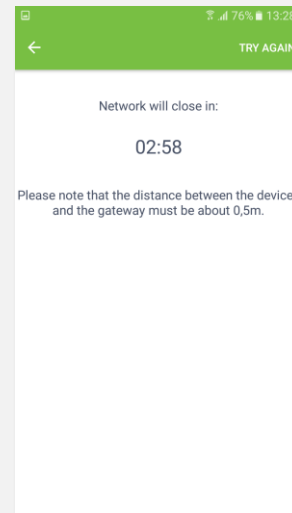 76% 13:28
TRY AGAIN
Network will close in:
02:58
Please note that the distance between the device
and the gateway must be about 0,5m.